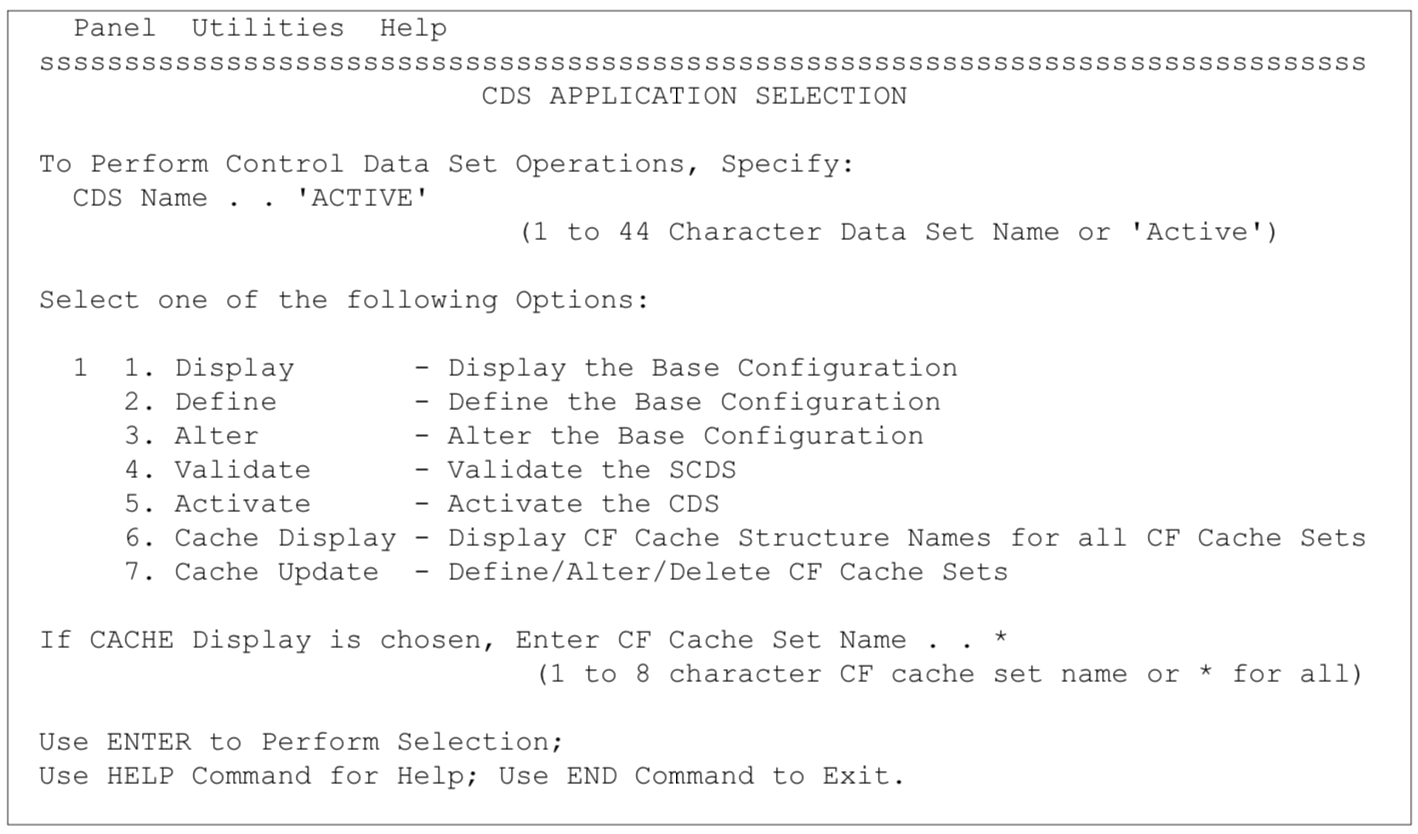 Panel  Utilities  Help
ssssssssssssssssssssssssssssssssssssssssssssssssssssssssssssssssssssssssssssss
CDS APPLICATION SELECTION
To Perform Control Data Set Operations, Specify:
CDS Name . . 'ACTIVE'
(1 to 44 Character Data Set Name or 'Active')
Select one of the following Options:
1  1. Display       - Display the Base Configuration
2. Define        - Define the Base Configuration
3. Alter         - Alter the Base Configuration
4. Validate      - Validate the SCDS
5. Activate      - Activate the CDS
6. Cache Display - Display CF Cache Structure Names for all CF Cache Sets
7. Cache Update  - Define/Alter/Delete CF Cache Sets
If CACHE Display is chosen, Enter CF Cache Set Name . . *
(1 to 8 character CF cache set name or * for all)
Use ENTER to Perform Selection;
Use HELP Command for Help; Use END Command to Exit.